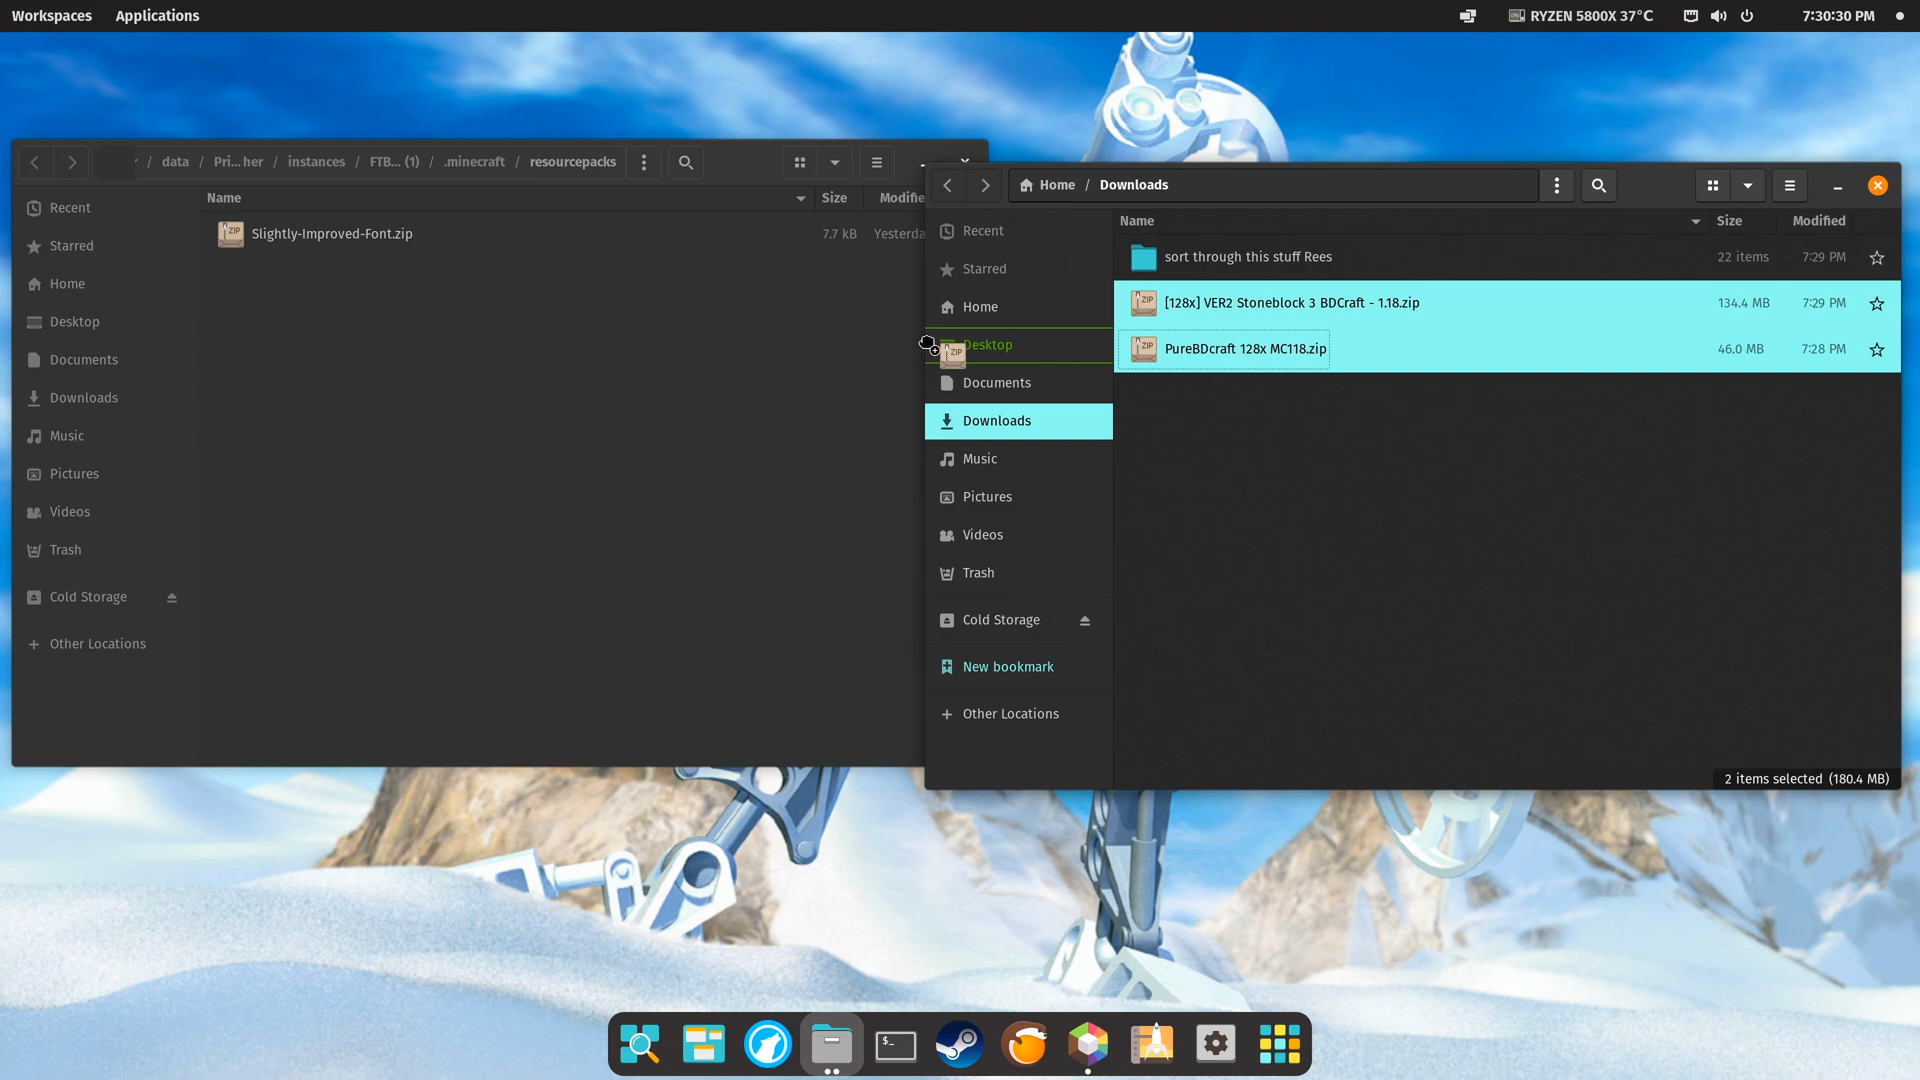 Workspaces Applications RYZEN 5800X 37°C 7:30:30 PM
/ data / Pri...her / instances / FTB... (1) / .minecraft / resourcepacks
Name Size Modifie
Recent
Starred
Home
Desktop
Documents
Downloads
Music
Pictures
Videos
Trash
Cold Storage
+ Other Locations
Slightly-Improved-Font.zip 7.7 kB Yesterda
Home / Downloads
Name Size Modified
Recent
Starred
Home
Desktop
Documents
Downloads
Music
Pictures
Videos
Trash
Cold Storage
New bookmark
+ Other Locations
sort through this stuff Rees 22 items 7:29 PM
ZIP [128x] VER2 Stoneblock 3 BDCraft - 1.18.zip 134.4 MB 7:29 PM
ZIP PureBDcraft 128x MC118.zip 46.0 MB 7:28 PM
2 items selected (180.4 MB)
$_